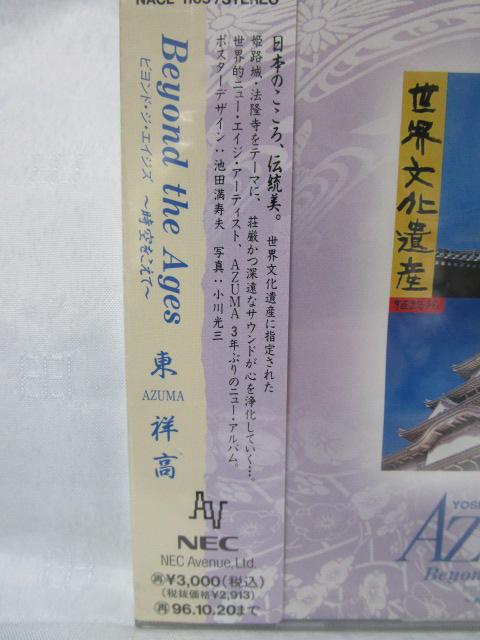 NACL-1165/STEREO
Beyond the Ages
ビヨンド・ジ・エイジズ 〜時空をこえて〜
東
AZUMA
祥高
日本のこころ、伝統美。
世界文化遺産に指定された
姫路城・法隆寺をテーマに、荘厳かつ深遠なサウンドが心を浄化していく…。
世界的ニュー・エイジ・アーティスト、AZUMA 3年ぶりのニュー・アルバム。
ポスターデザイン：池田満寿夫 写真：小川光三
AV
NEC
NEC Avenue, Ltd.
再¥3,000(税込)
(税抜価格¥2,913)
再96.10.20まで
世界文化遺産
YOS
AZ
Beyon